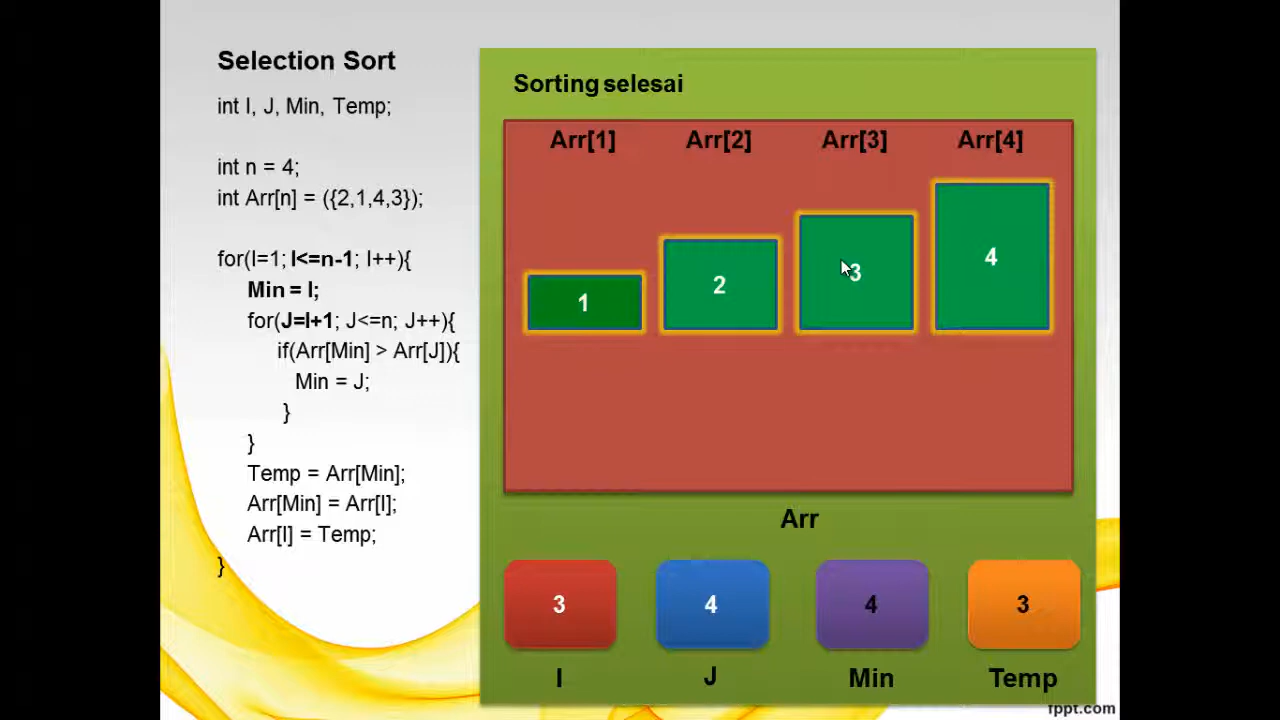 Selection Sort
int I, J, Min, Temp;
int n = 4;
int Arr[n] = ({2,1,4,3});
for(I=1; I<=n-1; I++){
Min = I;
for(J=I+1; J<=n; J++){
if(Arr[Min] > Arr[J]){
Min = J;
}
}
Temp = Arr[Min];
Arr[Min] = Arr[I];
Arr[I] = Temp;
}
Sorting selesai
Arr[1] Arr[2] Arr[3] Arr[4]
1 2 3 4
Arr
3 4 4 3
I J Min Temp
fppt.com